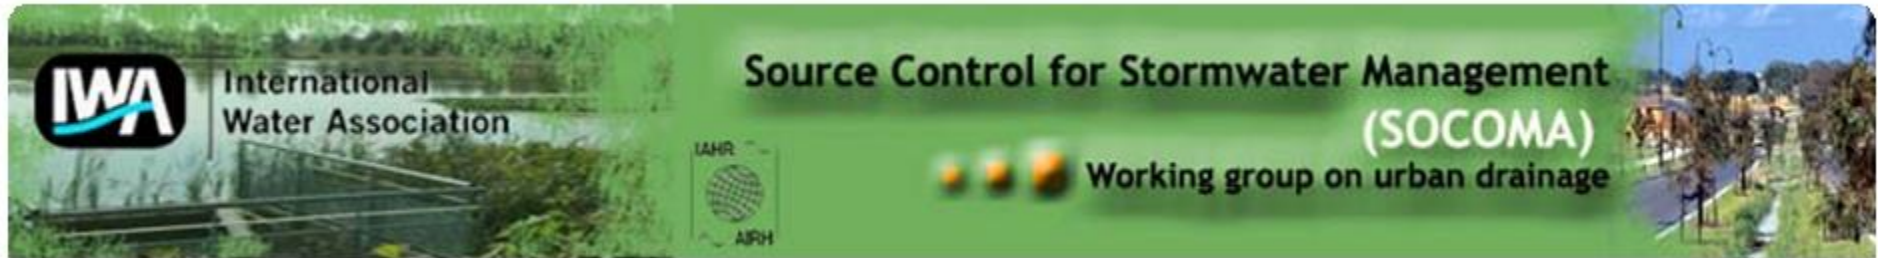 IWA
International
Water Association
IAHR
AIRH
Source Control for Stormwater Management
(SOCOMA)
Working group on urban drainage